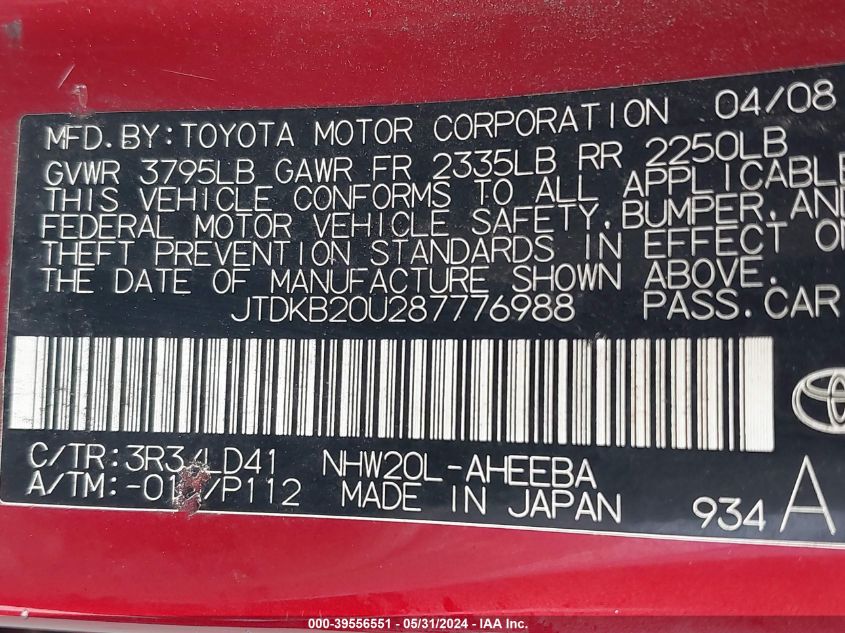 04/08
MFD.BY:TOYOTA MOTOR CORPORATION
GVWR 3795LB GAWR FR 2335LB RR 2250LB
THIS VEHICLE CONFORMS TO ALL APPLICABLE
FEDERAL MOTOR VEHICLE SAFETY,BUMPER,AND
THEFT PREVENTION STANDARDS IN EFFECT ON
THE DATE OF MANUFACTURE SHOWN ABOVE.
JTDKB20U287776988 PASS.CAR
C/TR:3R3/LD41 NHW20L-AHEEBA
A/TM:-01 /P112 MADE IN JAPAN
934 A
000-39556551 - 05/31/2024 - IAA Inc.